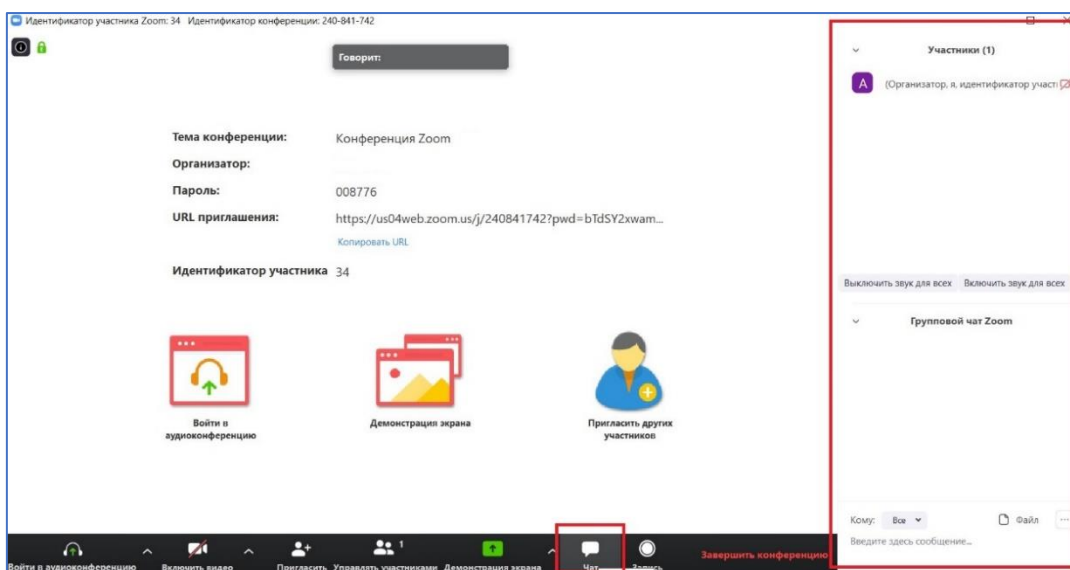 Идентификатор участника Zoom: 34 Идентификатор конференции: 240-841-742
Говорит:
Тема конференции: Конференция Zoom
Организатор:
Пароль: 008776
URL приглашения: https://us04web.zoom.us/j/240841742?pwd=bTdSY2xwam...
Копировать URL
Идентификатор участника 34
Войти в
аудиоконференцию
Демонстрация экрана
Пригласить других
участников
Участники (1)
A (Организатор, я, идентификатор участ
Выключить звук для всех Включить звук для всех
Групповой чат Zoom
Кому: Все Файл ...
Введите здесь сообщение...
1
Войти в аудиоконференцию Включить видео Пригласить Управлять участниками Демонстрация экрана Чат Запись Завершить конференцию